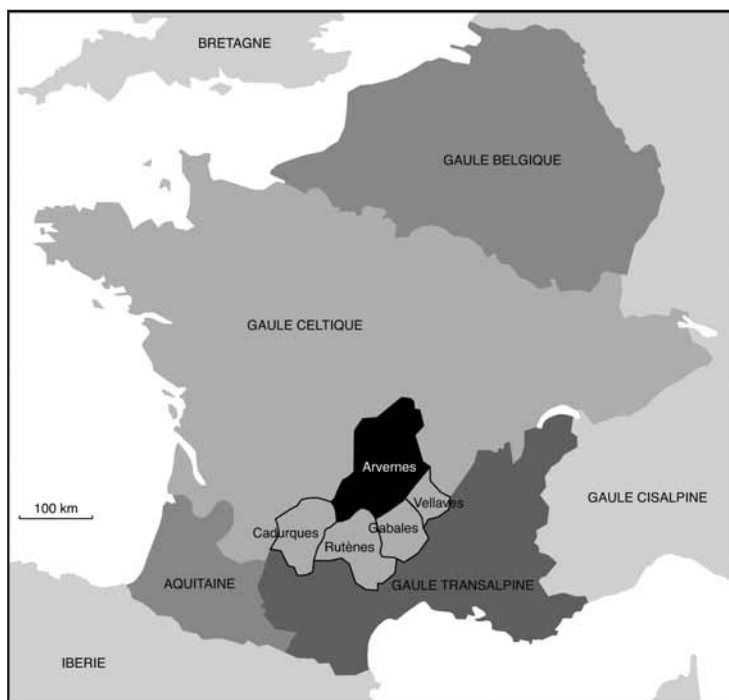 BRETAGNE
GAULE BELGIQUE
GAULE CELTIQUE
Arvernes
Vellaves
GAULE CISALPINE
100 km
Gabales
Cadurques
Rutènes
AQUITAINE
GAULE TRANSALPINE
IBERIE